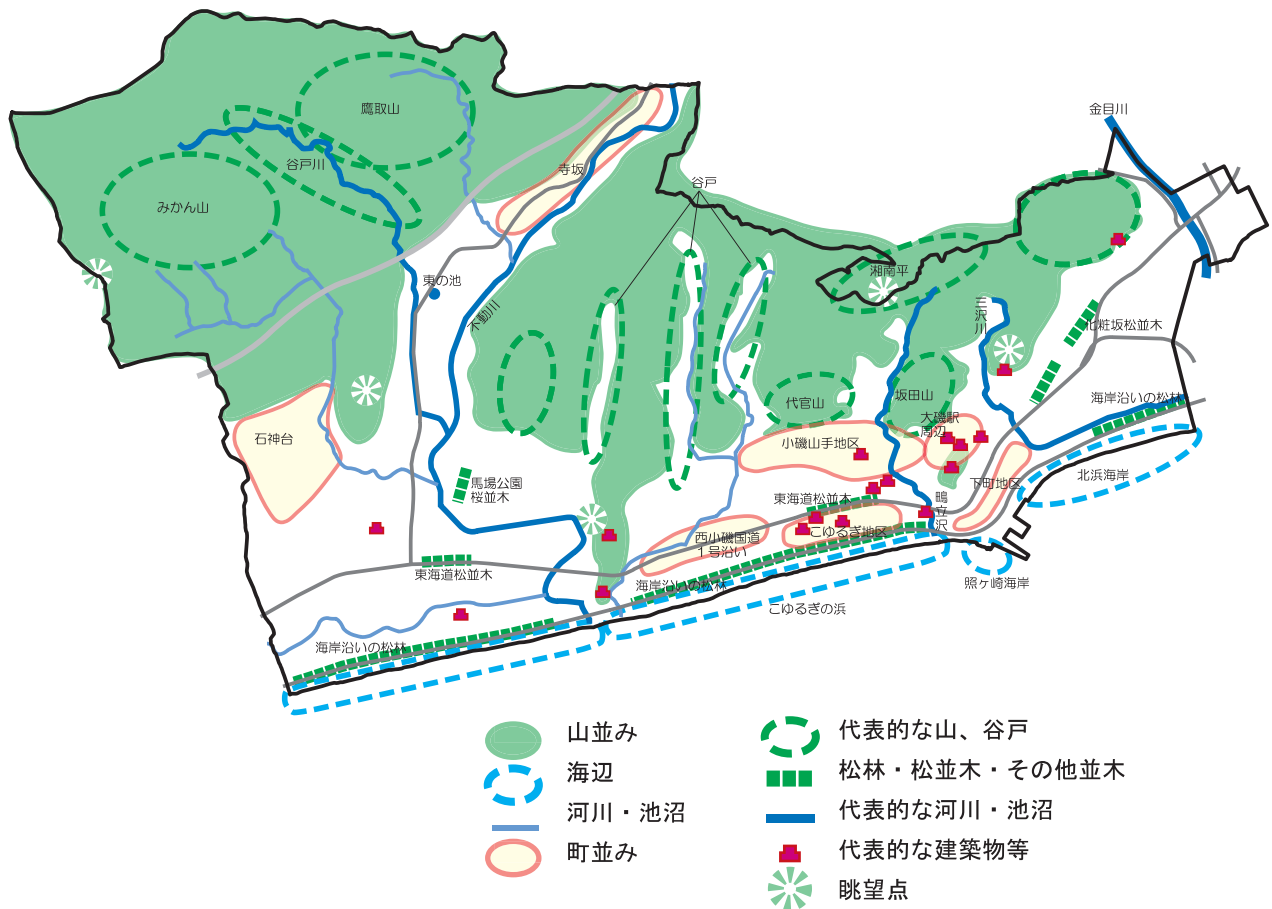 鷹取山
金目川
谷戸川
寺坂
谷戸
みかん山
湘南平
東の池
不動川
三沢川
化粧坂松並木
代官山
坂田山
海岸沿いの松林
大磯駅
周辺
石神台
小磯山手地区
北浜海岸
馬場公園
桜並木
下町地区
東海道松並木
鴫立沢
西小磯国道
1号沿い
こゆるぎ地区
東海道松並木
海岸沿いの松林
照ヶ崎海岸
こゆるぎの浜
海岸沿いの松林
山並み
海辺
河川・池沼
町並み
代表的な山、谷戸
松林・松並木・その他並木
代表的な河川・池沼
代表的な建築物等
眺望点